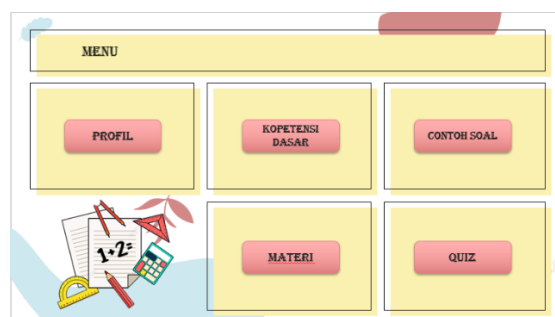 MENU
PROFIL
KOPETENSI
DASAR
CONTOH SOAL
1+2=
MATERI
QUIZ